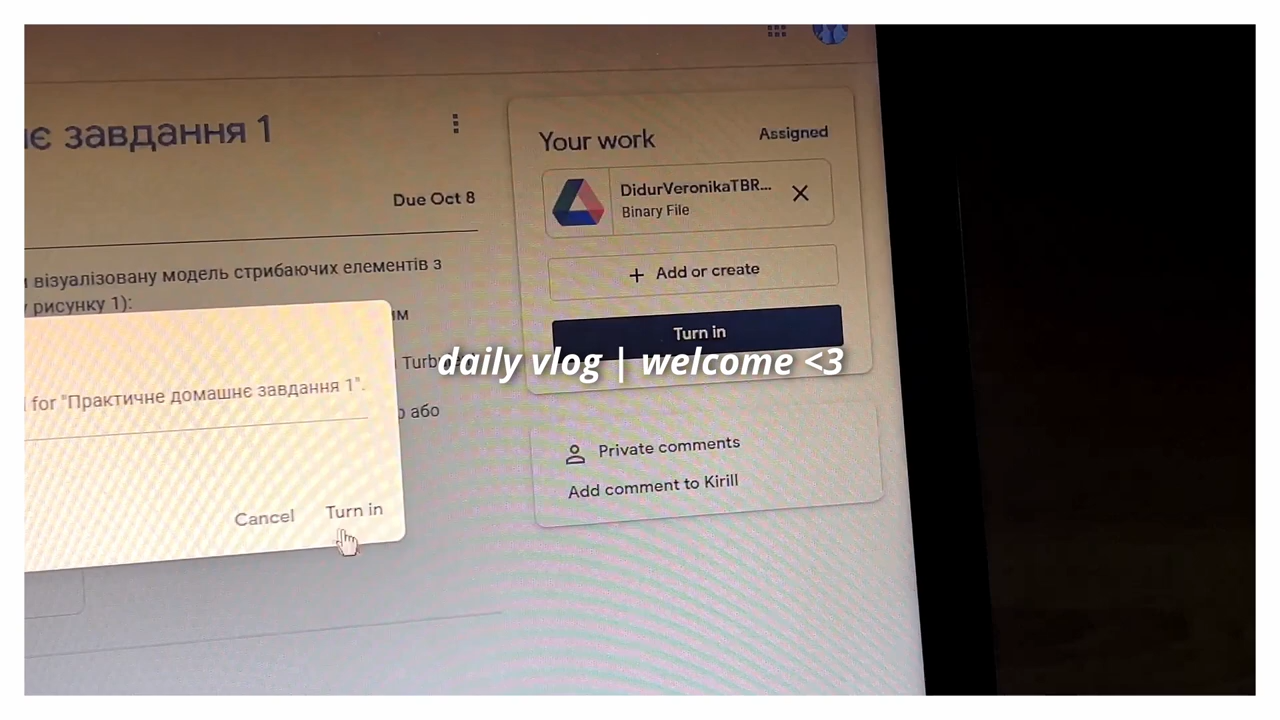 є завдання 1
Due Oct 8
візуалізовану модель стрибаючих елементів з
рисунку 1):
Turb
або
for "Практичне домашнє завдання 1".
Cancel
Turn in
Your work
Assigned
DidurVeronikaTBR...
Binary File
+ Add or create
Turn in
daily vlog | welcome <3
Private comments
Add comment to Kirill